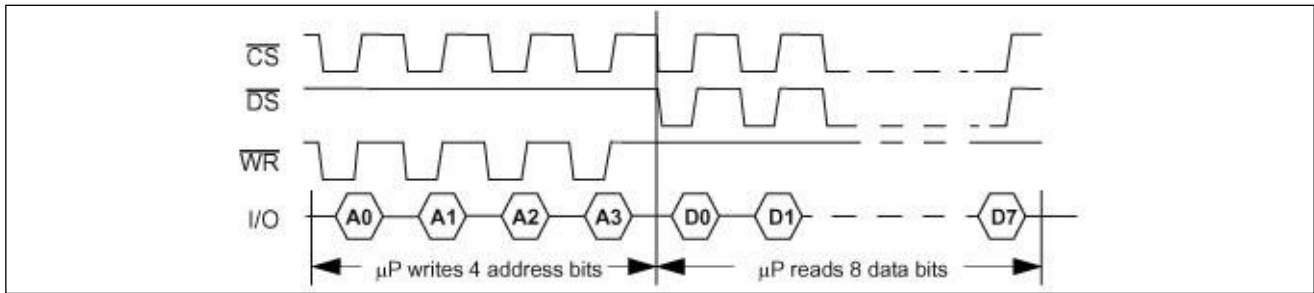 CS
DS
WR
I/O A0 A1 A2 A3 D0 D1 D7
µP writes 4 address bits µP reads 8 data bits